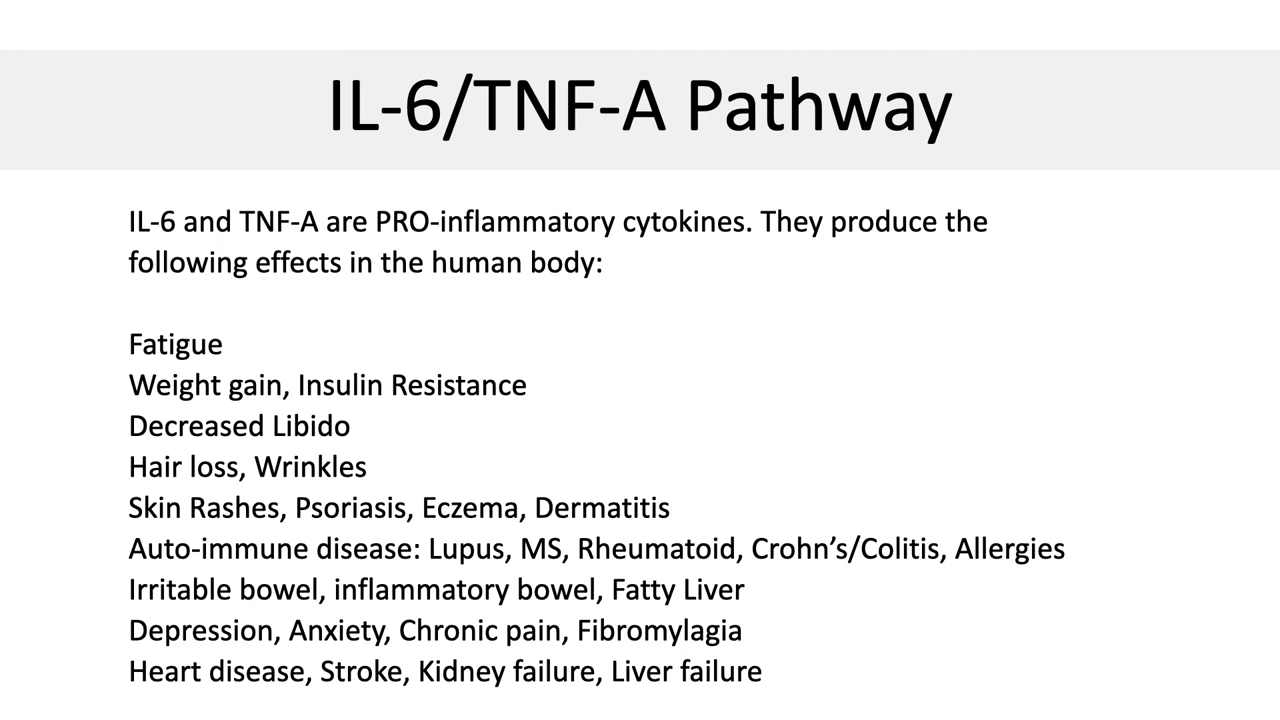 IL-6/TNF-A Pathway
IL-6 and TNF-A are PRO-inflammatory cytokines. They produce the
following effects in the human body:
Fatigue
Weight gain, Insulin Resistance
Decreased Libido
Hair loss, Wrinkles
Skin Rashes, Psoriasis, Eczema, Dermatitis
Auto-immune disease: Lupus, MS, Rheumatoid, Crohn’s/Colitis, Allergies
Irritable bowel, inflammatory bowel, Fatty Liver
Depression, Anxiety, Chronic pain, Fibromylagia
Heart disease, Stroke, Kidney failure, Liver failure